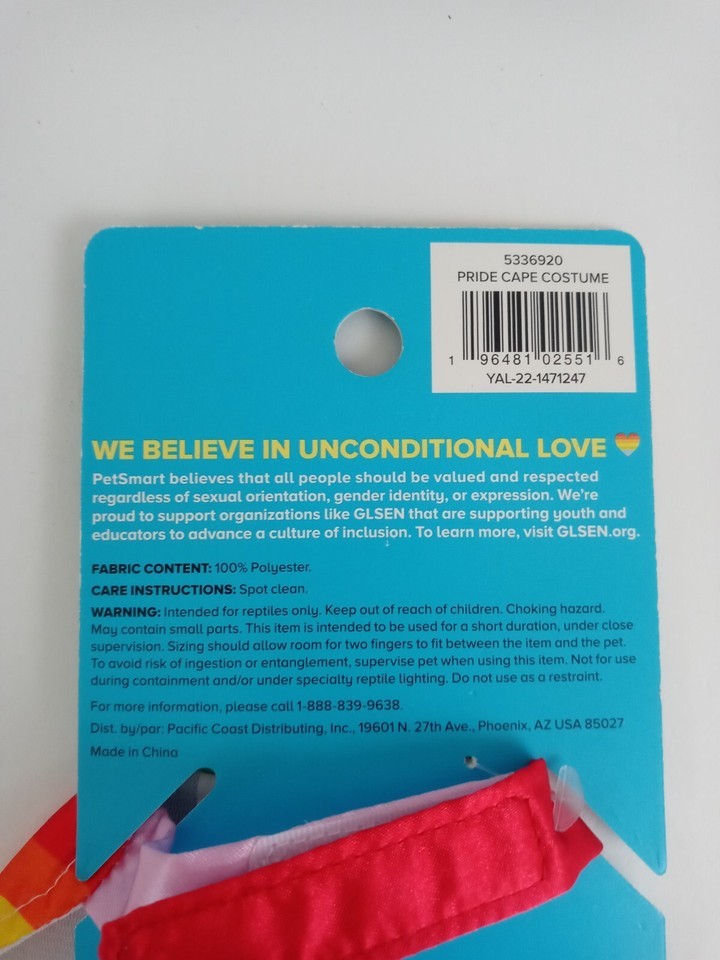 5336920
PRIDE CAPE COSTUME
1 96481 02551 6
YAL-22-1471247
WE BELIEVE IN UNCONDITIONAL LOVE
PetSmart believes that all people should be valued and respected
regardless of sexual orientation, gender identity, or expression. We're
proud to support organizations like GLSEN that are supporting youth and
educators to advance a culture of inclusion. To learn more, visit GLSEN.org.
FABRIC CONTENT: 100% Polyester.
CARE INSTRUCTIONS: Spot clean.
WARNING: Intended for reptiles only. Keep out of reach of children. Choking hazard.
May contain small parts. This item is intended to be used for a short duration, under close
supervision. Sizing should allow room for two fingers to fit between the item and the pet.
To avoid risk of ingestion or entanglement, supervise pet when using this item. Not for use
during containment and/or under specialty reptile lighting. Do not use as a restraint.
For more information, please call 1-888-839-9638.
Dist. by/par: Pacific Coast Distributing, Inc., 19601 N. 27th Ave., Phoenix, AZ USA 85027
Made in China